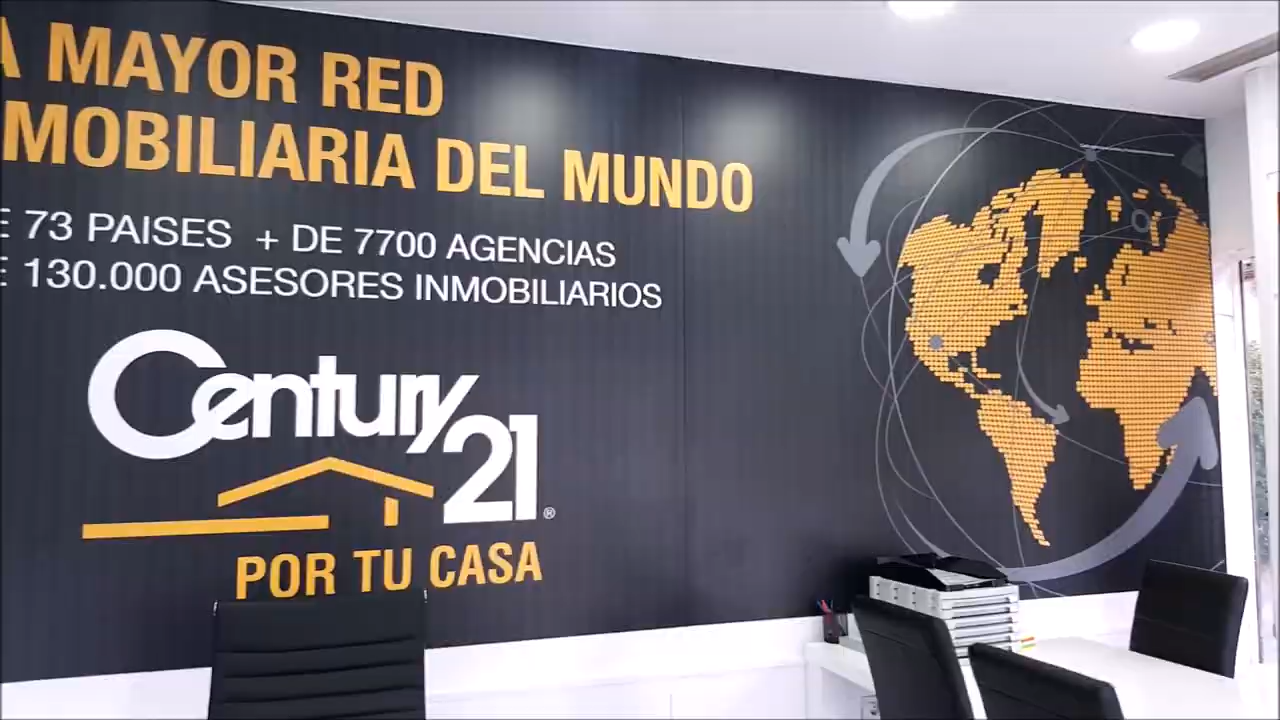 A MAYOR RED
MOBILIARIA DEL MUNDO
E 73 PAISES + DE 7700 AGENCIAS
E 130.000 ASESORES INMOBILIARIOS
Century 21®
POR TU CASA